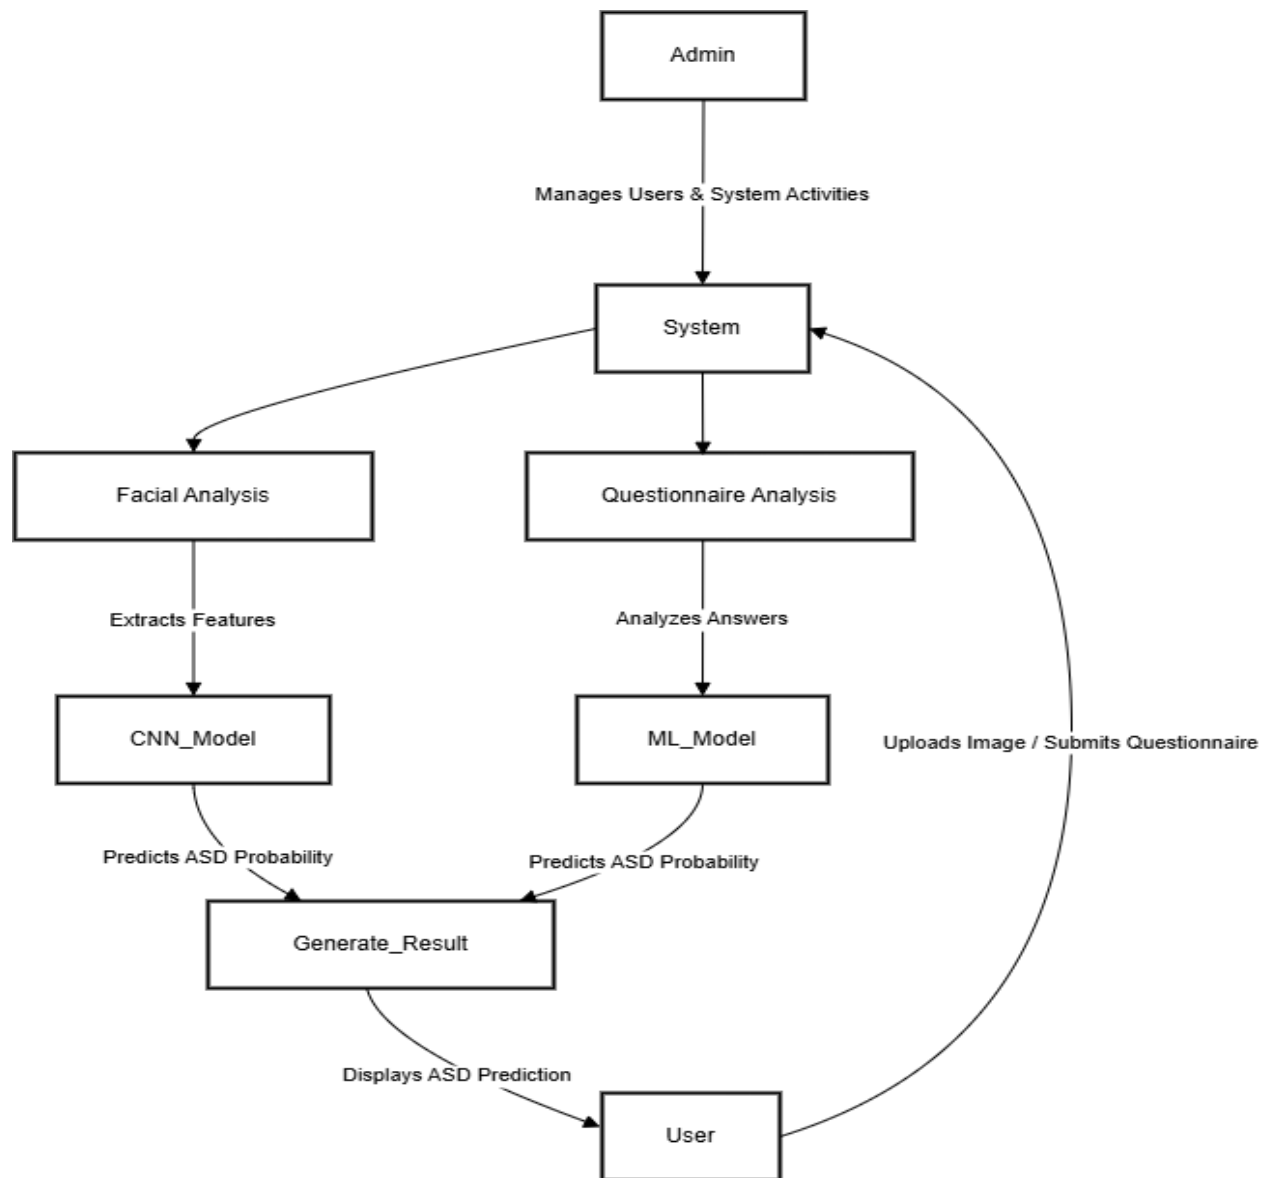 Admin
Manages Users & System Activities
System
Facial Analysis
Questionnaire Analysis
Extracts Features
Analyzes Answers
CNN_Model
ML_Model
Uploads Image / Submits Questionnaire
Predicts ASD Probability
Predicts ASD Probability
Generate_Result
Displays ASD Prediction
User